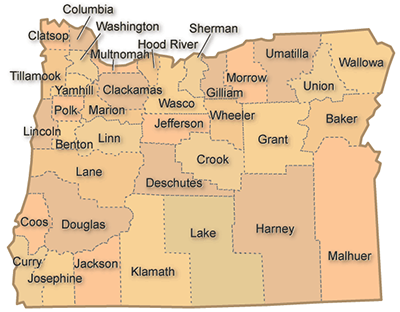 Columbia
Washington
Sherman
Clatsop
Multnomah
Hood River
Umatilla
Wallowa
Tillamook
Morrow
Union
Yamhill
Clackamas
Gilliam
Wasco
Polk
Marion
Wheeler
Baker
Jefferson
Lincoln
Linn
Benton
Grant
Crook
Lane
Deschutes
Coos
Douglas
Lake
Harney
Malhuer
Curry
Jackson
Klamath
Josephine